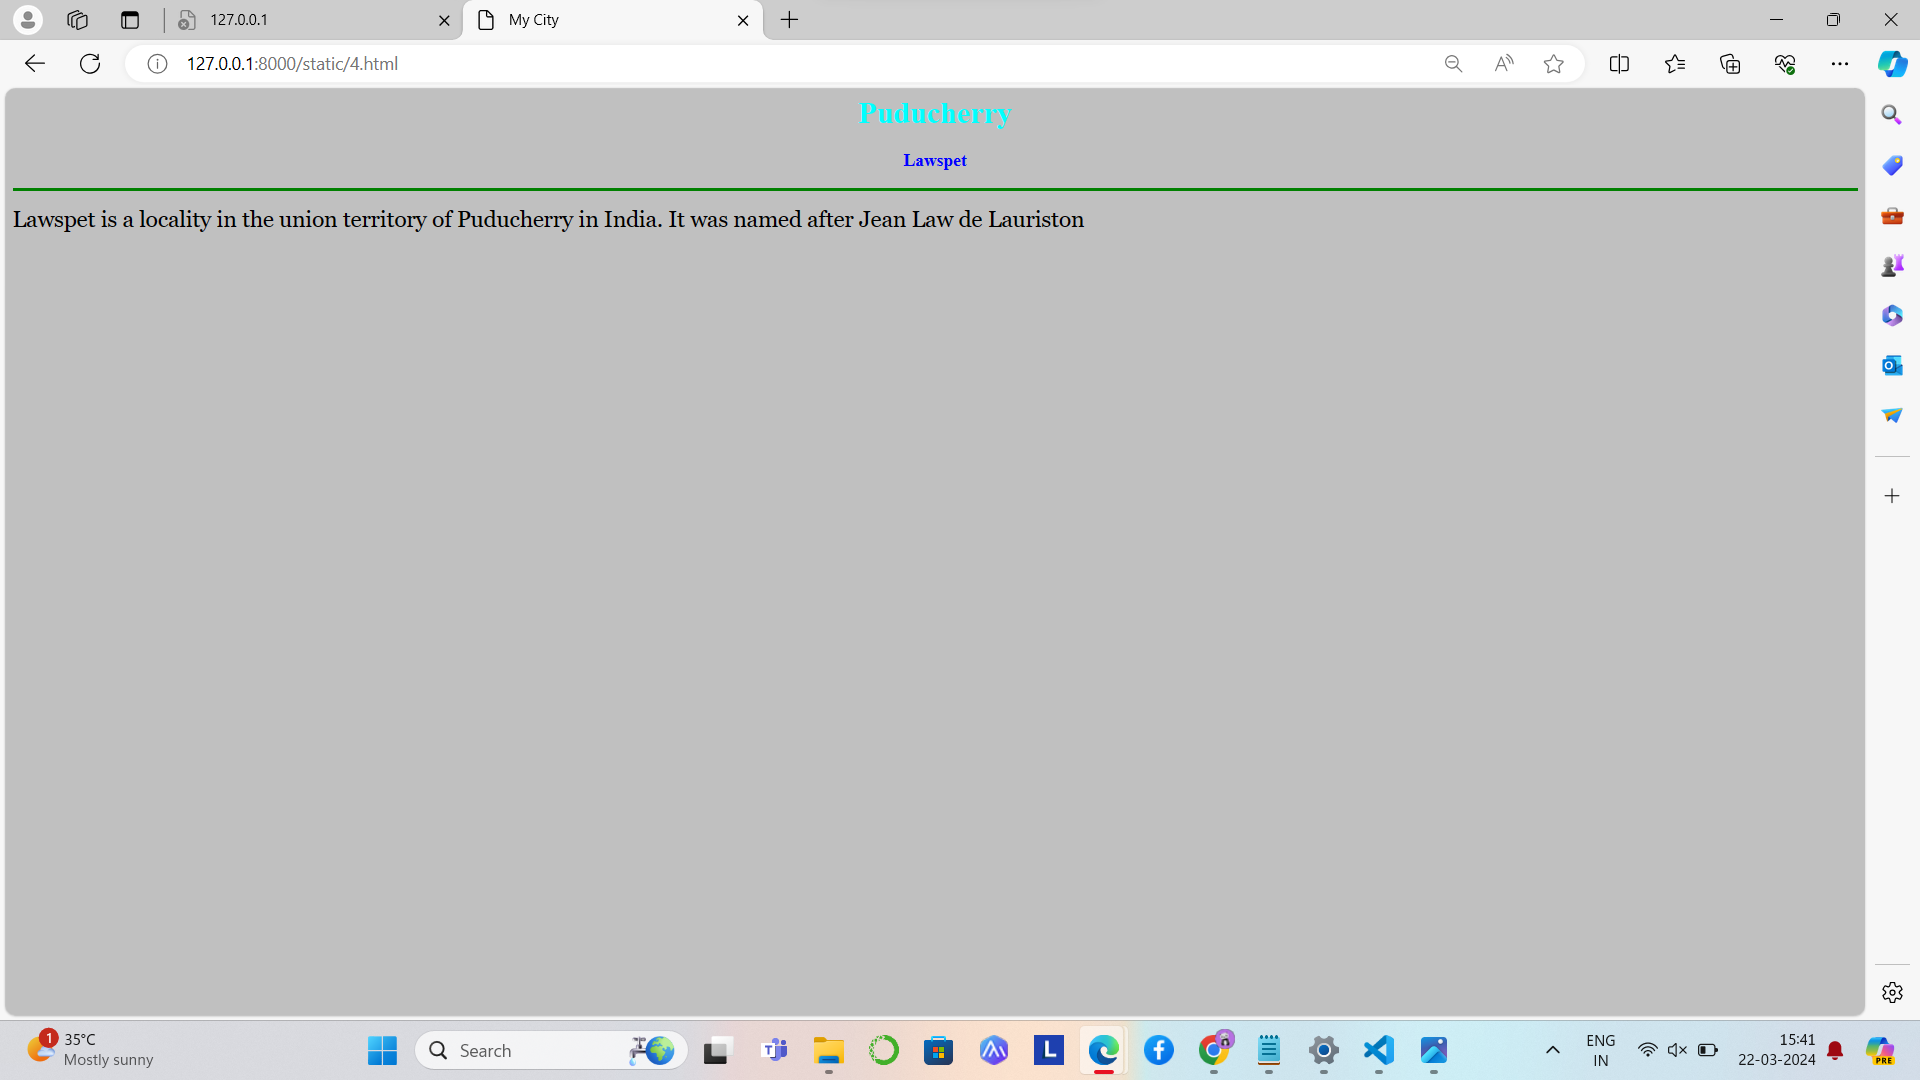 127.0.0.1
My City
127.0.0.1:8000/static/4.html
Puducherry
Lawspet
Lawspet is a locality in the union territory of Puducherry in India. It was named after Jean Law de Lauriston
1
35°C
Mostly sunny
Search
L
ENG
IN
15:41
22-03-2024
PRE